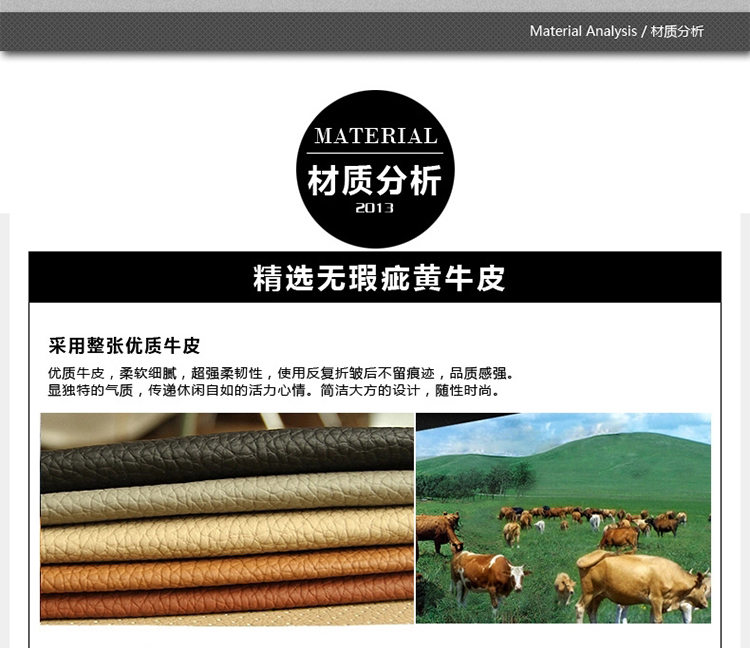 Material Analysis / 材质分析
MATERIAL
材质分析
2013
精选无瑕疵黄牛皮
采用整张优质牛皮
优质牛皮，柔软细腻，超强柔韧性，使用反复折皱后不留痕迹，品质感强。
显独特的气质，传递休闲自如的活力心情。简洁大方的设计，随性时尚。